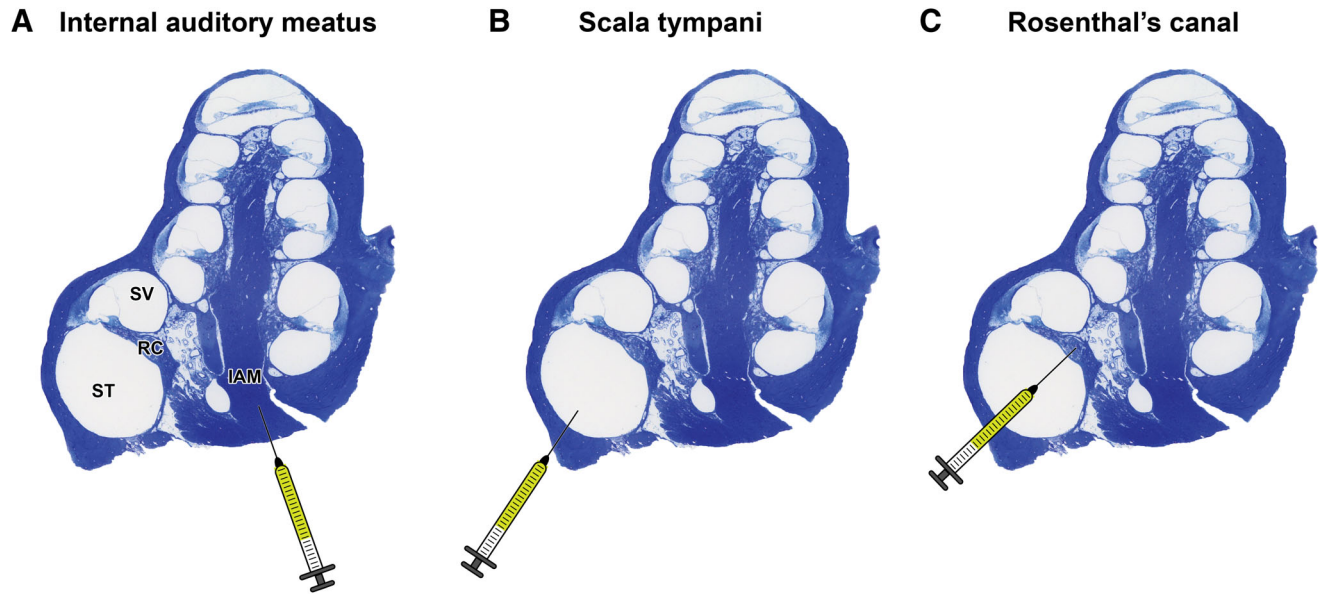 A Internal auditory meatus
B Scala tympani
C Rosenthal's canal
SV
RC
IAM
ST